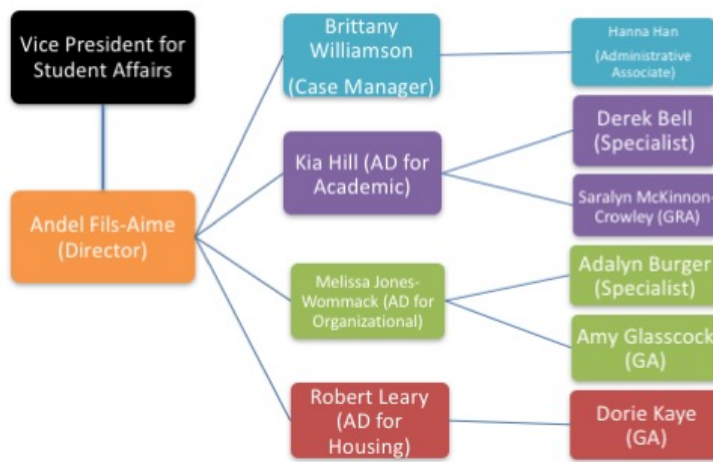 Vice President for
Student Affairs
Andel Fils-Aime
(Director)
Brittany
Williamson
(Case Manager)
Hanna Han
(Administrative
Associate)
Kia Hill (AD for
Academic)
Derek Bell
(Specialist)
Saralyn McKinnon-
Crowley (GRA)
Melissa Jones-
Wommack (AD for
Organizational)
Adalyn Burger
(Specialist)
Amy Glasscock
(GA)
Robert Leary
(AD for
Housing)
Dorie Kaye
(GA)